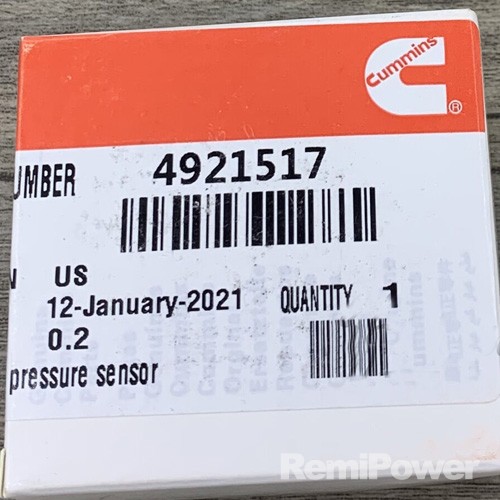 Cummins
®
UMBER 4921517
N US
12-January-2021 QUANTITY 1
0.2
pressure sensor
RemiPower